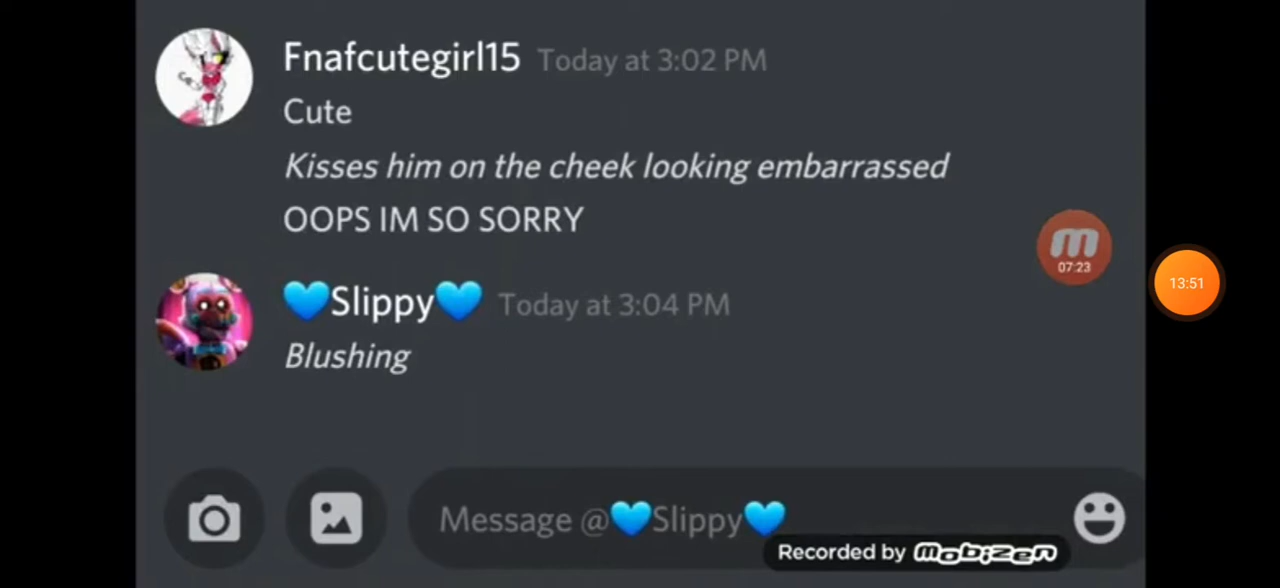 Fnafcutegirl15 Today at 3:02 PM
Cute
Kisses him on the cheek looking embarrassed
OOPS IM SO SORRY
07:23
13:51
💙Slippy💙 Today at 3:04 PM
Blushing
Message @💙Slippy💙
Recorded by mobizen